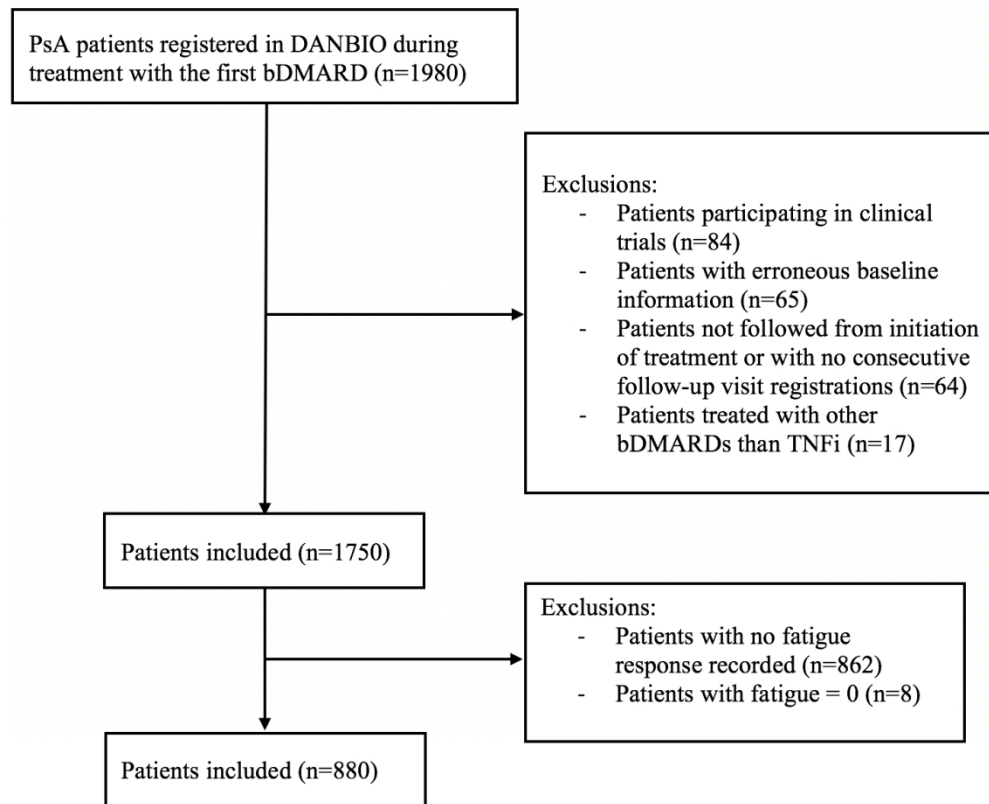 PsA patients registered in DANBIO during
treatment with the first bDMARD (n=1980)
Exclusions:
- Patients participating in clinical
trials (n=84)
- Patients with erroneous baseline
information (n=65)
- Patients not followed from initiation
of treatment or with no consecutive
follow-up visit registrations (n=64)
- Patients treated with other
bDMARDs than TNFi (n=17)
Patients included (n=1750)
Exclusions:
- Patients with no fatigue
response recorded (n=862)
- Patients with fatigue = 0 (n=8)
Patients included (n=880)